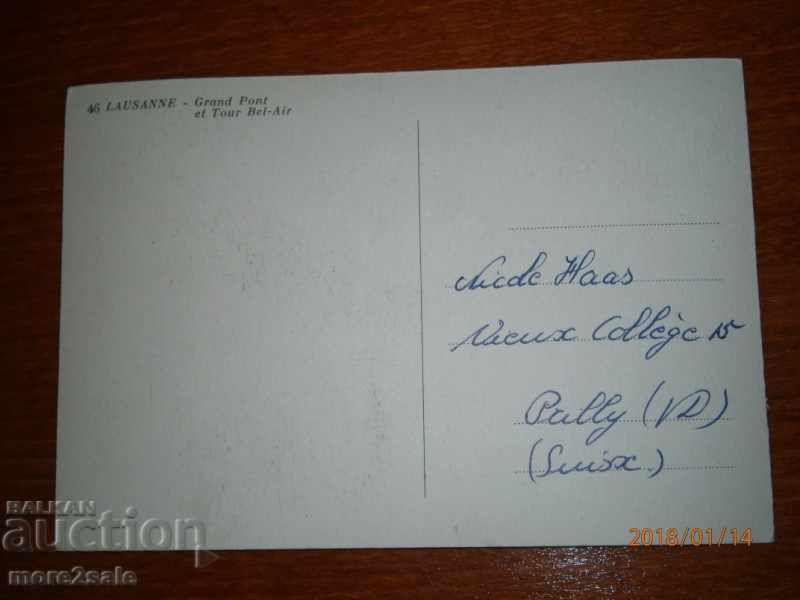 46 LAUSANNE - Grand Pont
et Tour Bel-Air
Nicole Haas
Vieux Collège 15
Pully (VD)
(Suisse.)
BALKAN
auction
more2sale
2018/01/14